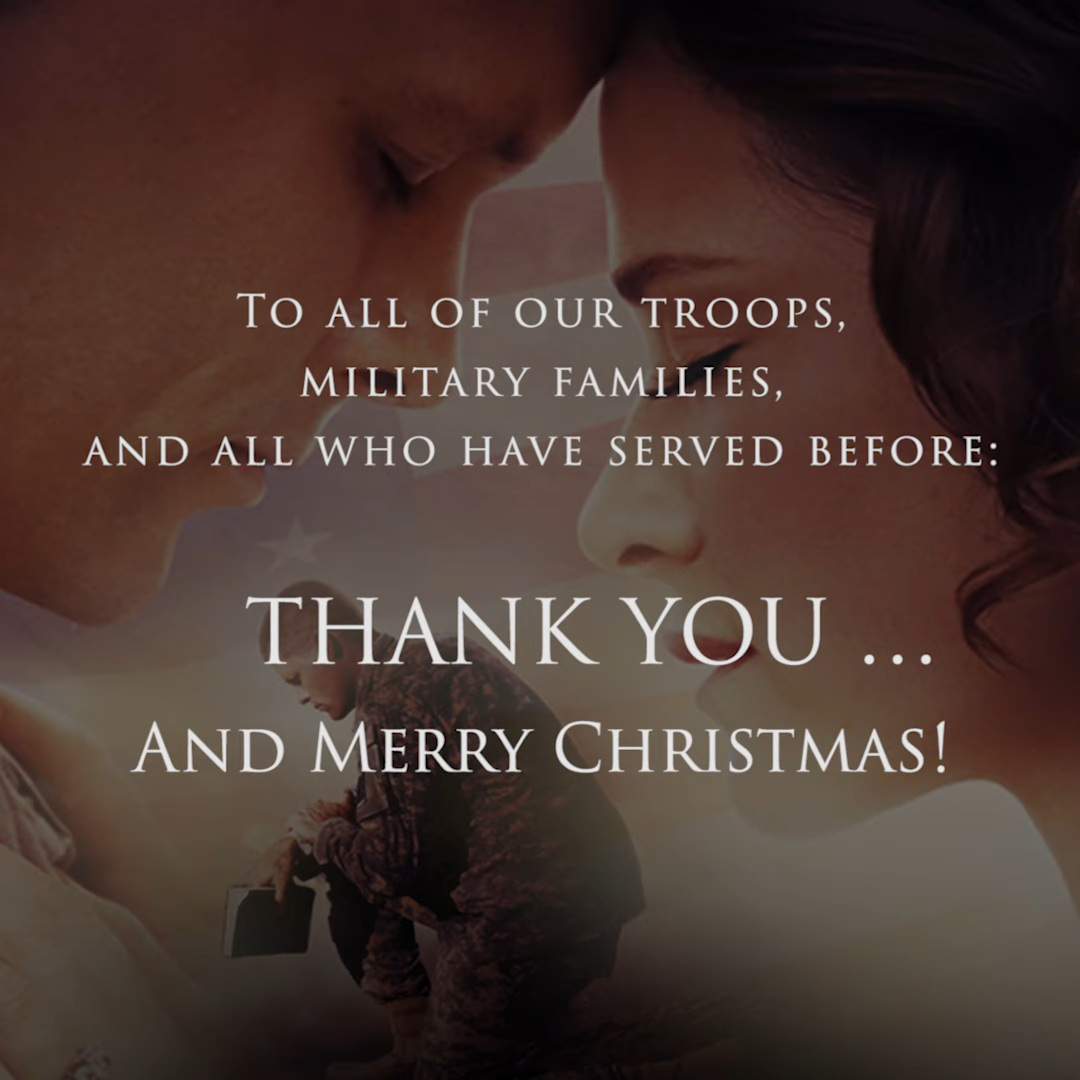 To all of our troops,
military families,
and all who have served before:
THANK YOU ...
And Merry Christmas!